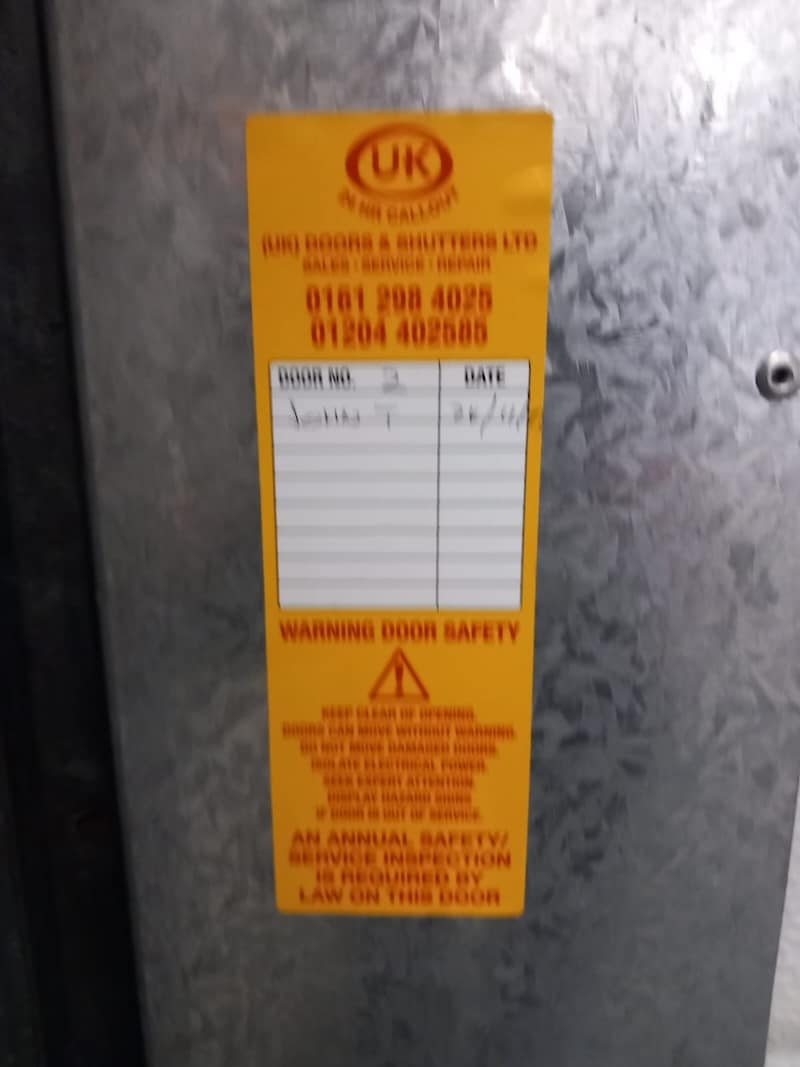 UK
24 HR CALLOUT
(UK) DOORS & SHUTTERS LTD
SALES · SERVICE · REPAIR
0161 298 4025
01204 402585
DOOR NO. 2
DATE
WARNING DOOR SAFETY
KEEP CLEAR OF OPENING.
DOORS CAN MOVE WITHOUT WARNING.
DO NOT MOVE DAMAGED DOORS.
ISOLATE ELECTRICAL POWER.
SEEK EXPERT ATTENTION
DISPLAY HAZARD SIGNS
IF DOOR IS OUT OF SERVICE.
AN ANNUAL SAFETY/
SERVICE INSPECTION
IS REQUIRED BY
LAW ON THIS DOOR